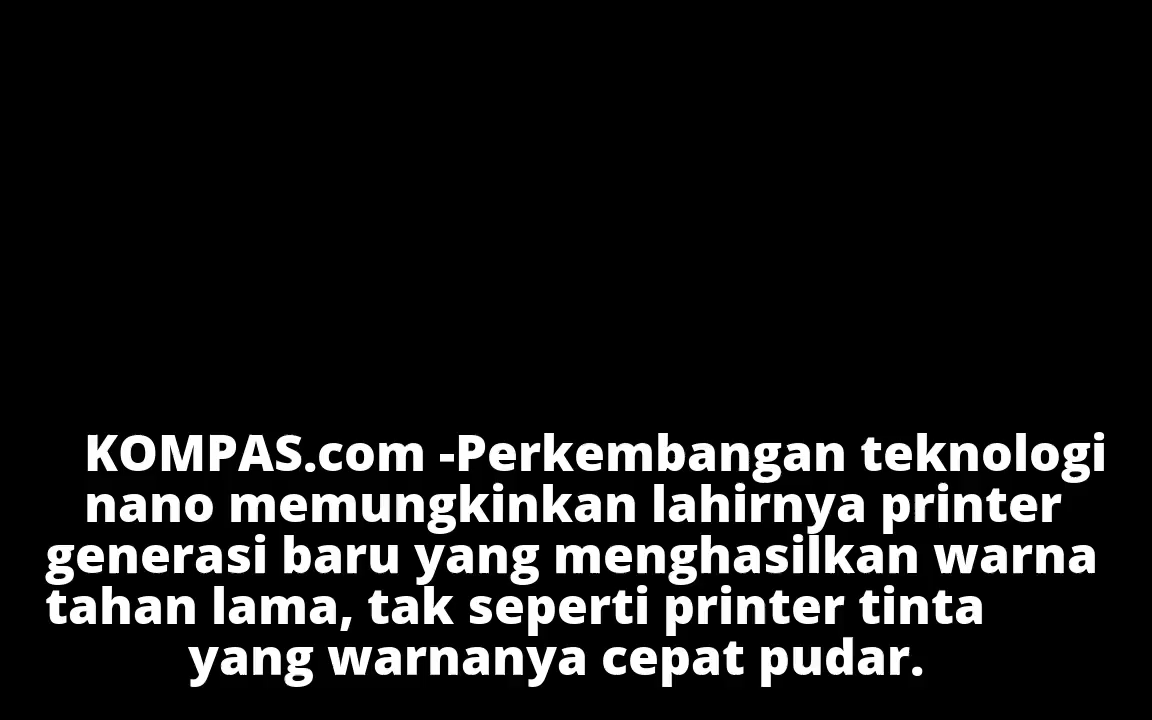 KOMPAS.com -Perkembangan teknologi
nano memungkinkan lahirnya printer
generasi baru yang menghasilkan warna
tahan lama, tak seperti printer tinta
yang warnanya cepat pudar.